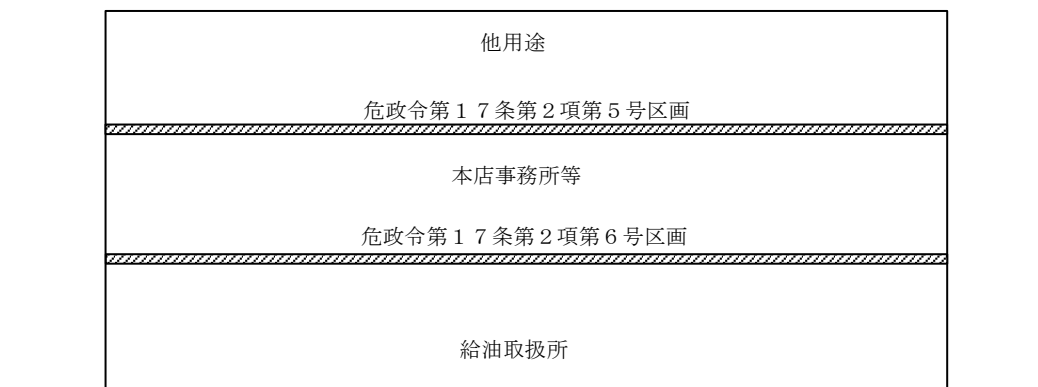 他用途
危政令第１７条第２項第５号区画
本店事務所等
危政令第１７条第２項第６号区画
給油取扱所